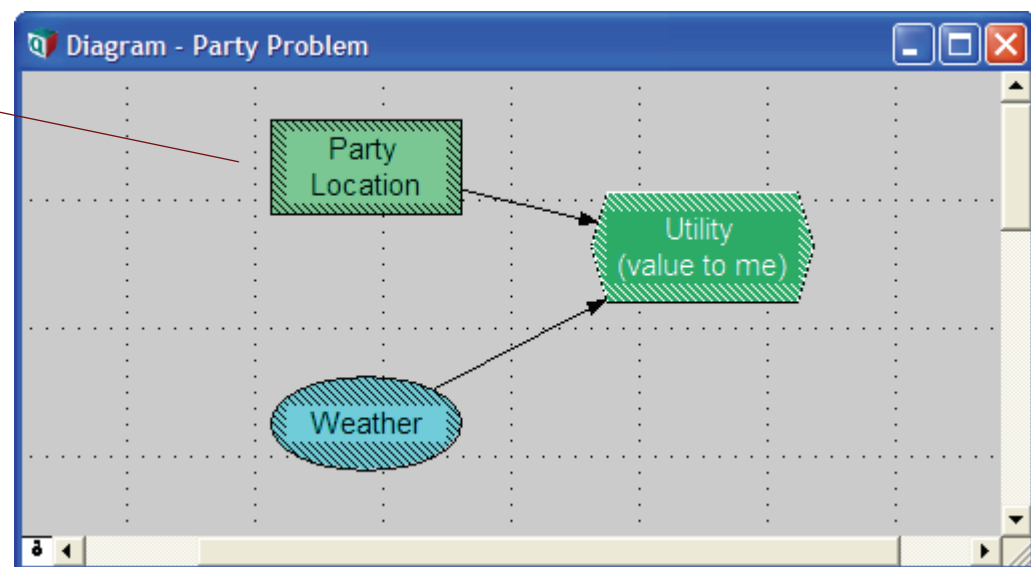 Diagram - Party Problem
Party
Location
Utility
(value to me)
Weather